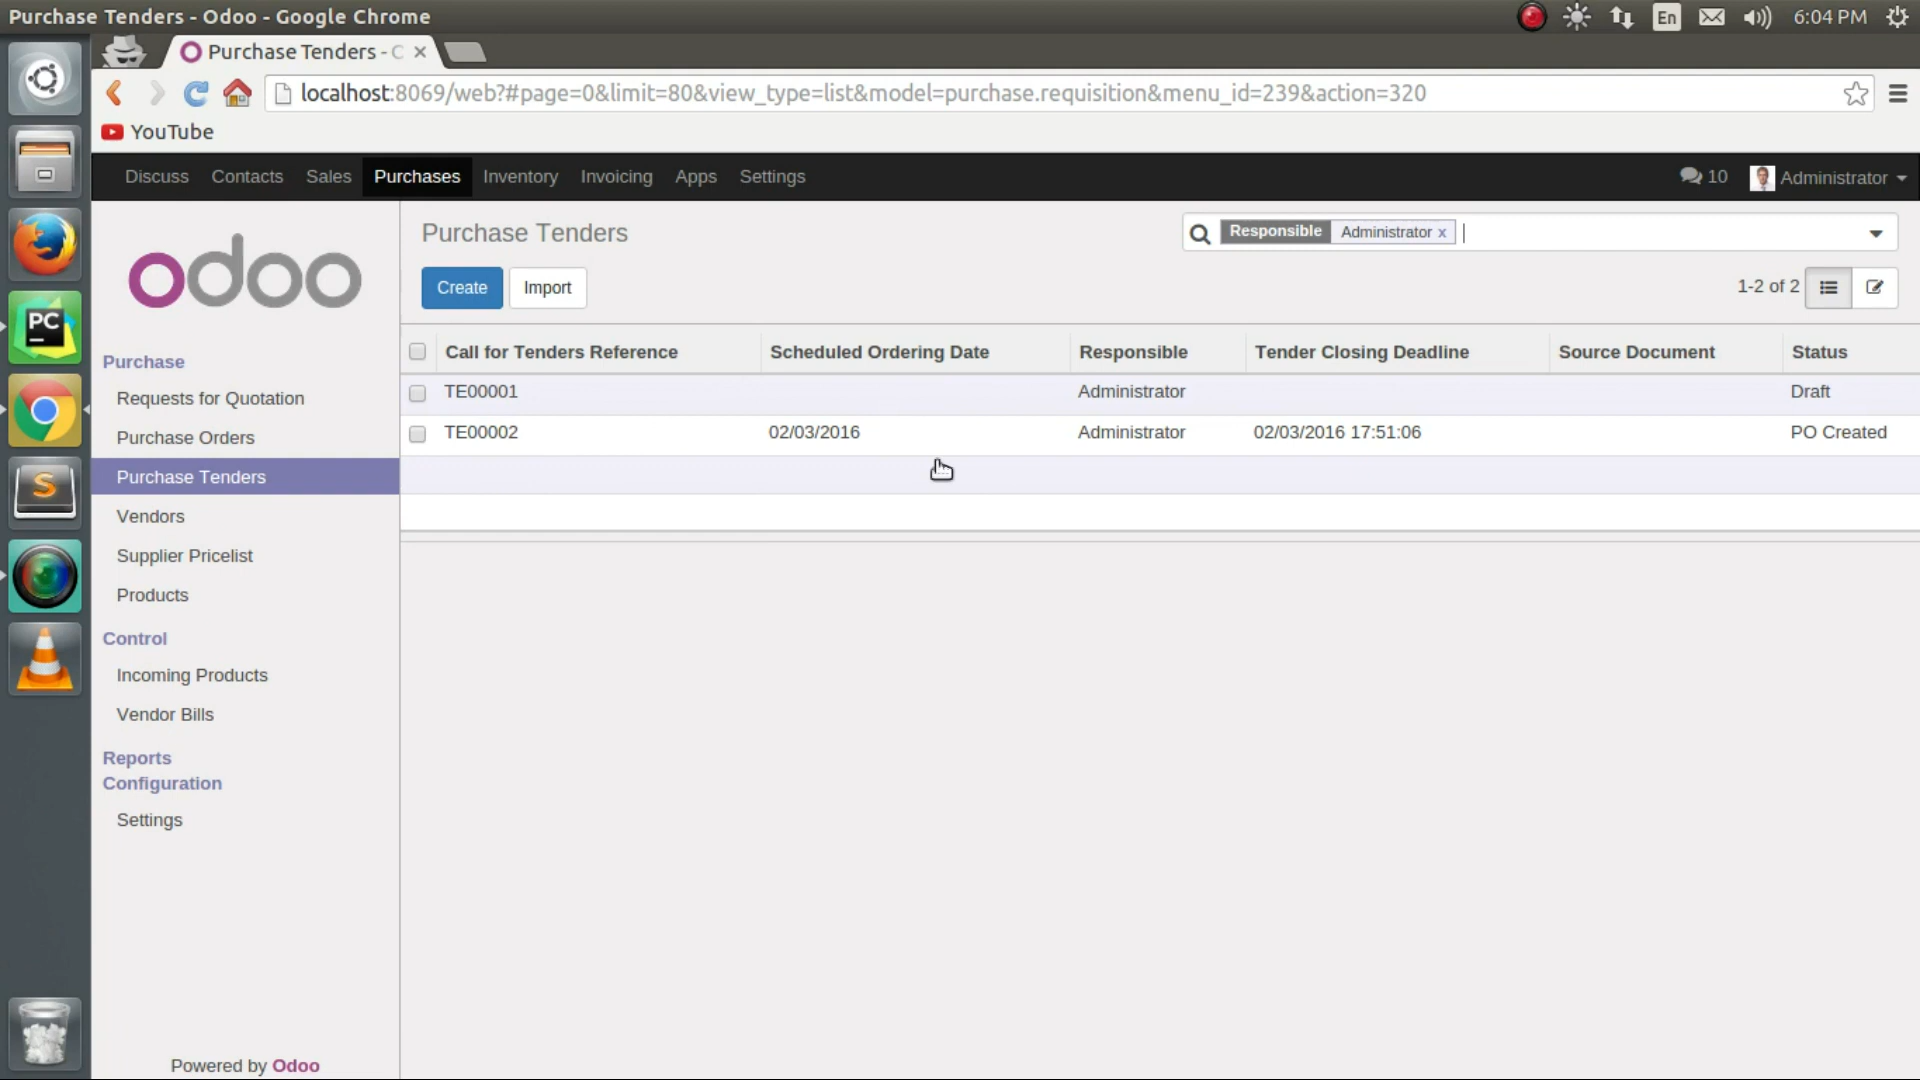 Purchase Tenders - Odoo - Google Chrome
En
6:04 PM
Purchase Tenders - O
localhost:8069/web?#page=0&limit=80&view_type=list&model=purchase.requisition&menu_id=239&action=320
YouTube
Discuss Contacts Sales Purchases Inventory Invoicing Apps Settings
10 Administrator
odoo
Purchase
Requests for Quotation
Purchase Orders
Purchase Tenders
Vendors
Supplier Pricelist
Products
Control
Incoming Products
Vendor Bills
Reports
Configuration
Settings
Powered by Odoo
Purchase Tenders
Responsible Administrator x
Create Import
1-2 of 2
Call for Tenders Reference Scheduled Ordering Date Responsible Tender Closing Deadline Source Document Status
TE00001 Administrator Draft
TE00002 02/03/2016 Administrator 02/03/2016 17:51:06 PO Created
PC
S